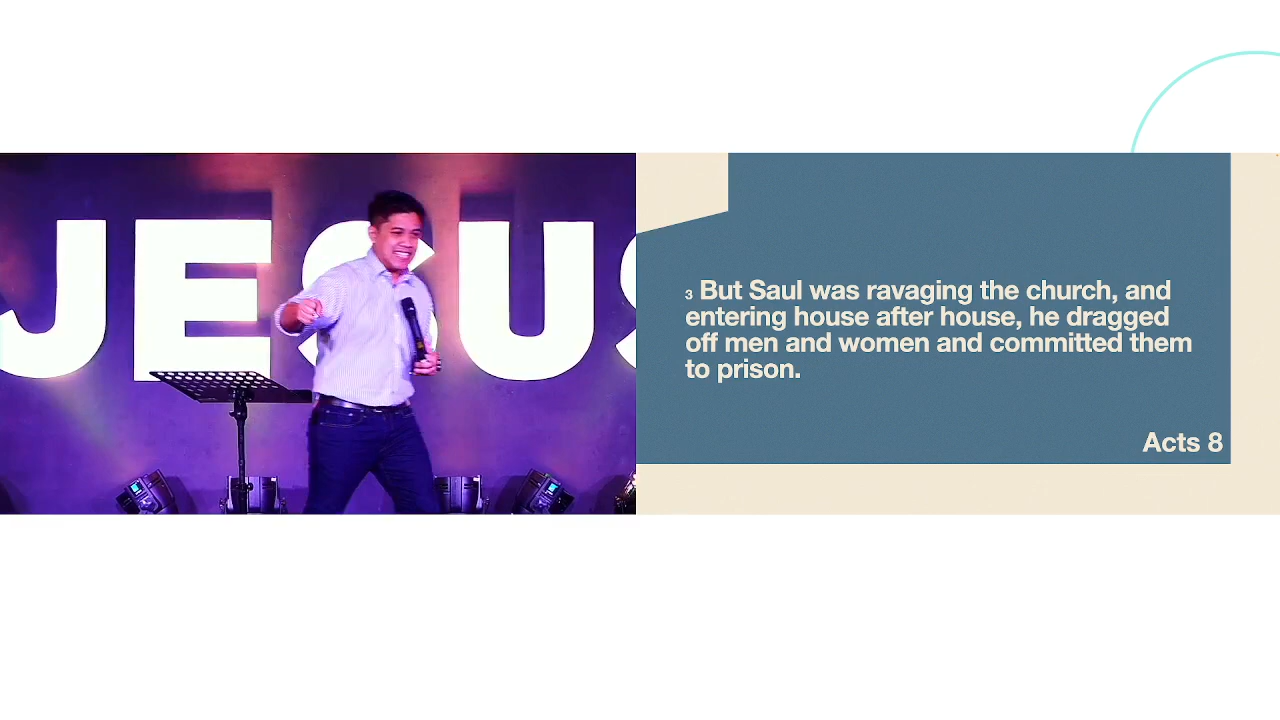 JESUS
3 But Saul was ravaging the church, and
entering house after house, he dragged
off men and women and committed them
to prison.
Acts 8